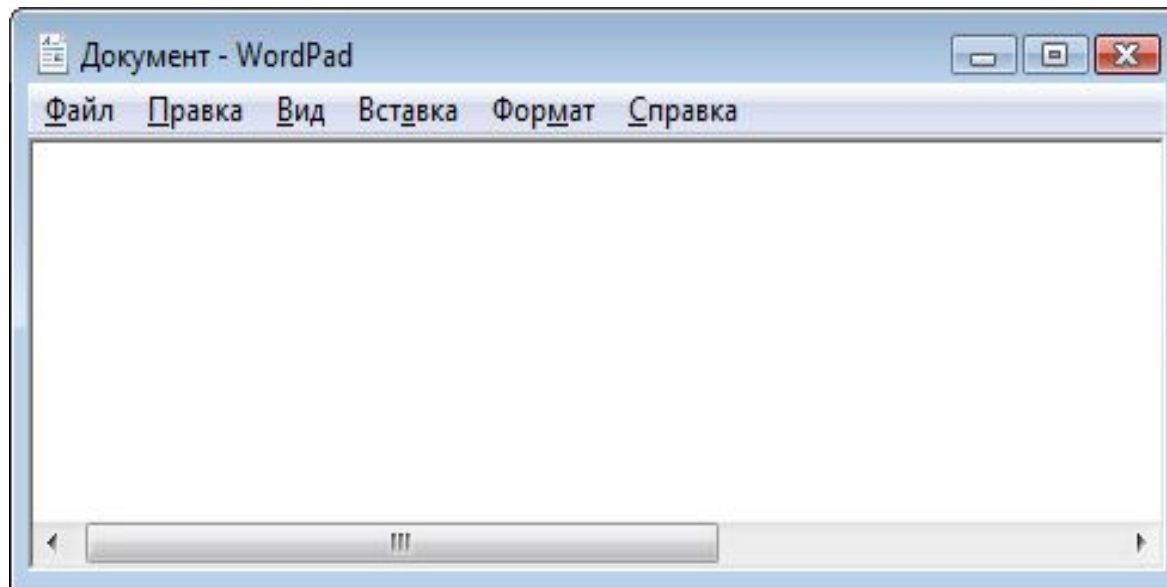 Документ - WordPad
Файл Правка Вид Вставка Формат Справка